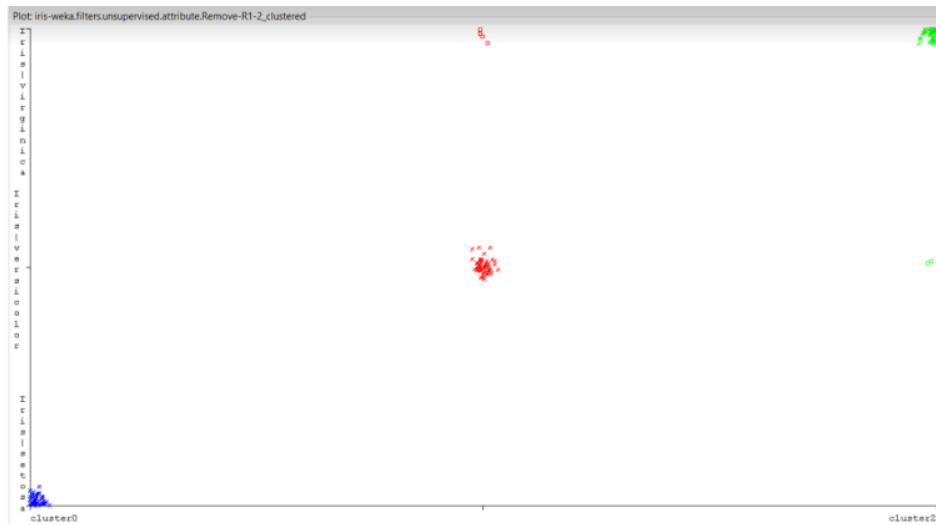 Plot: iris-weka.filters.unsupervised.attribute.Remove-R1-2_clustered
Iris|virginica
Iris|versicolor
Iris|setosa
cluster0
cluster2